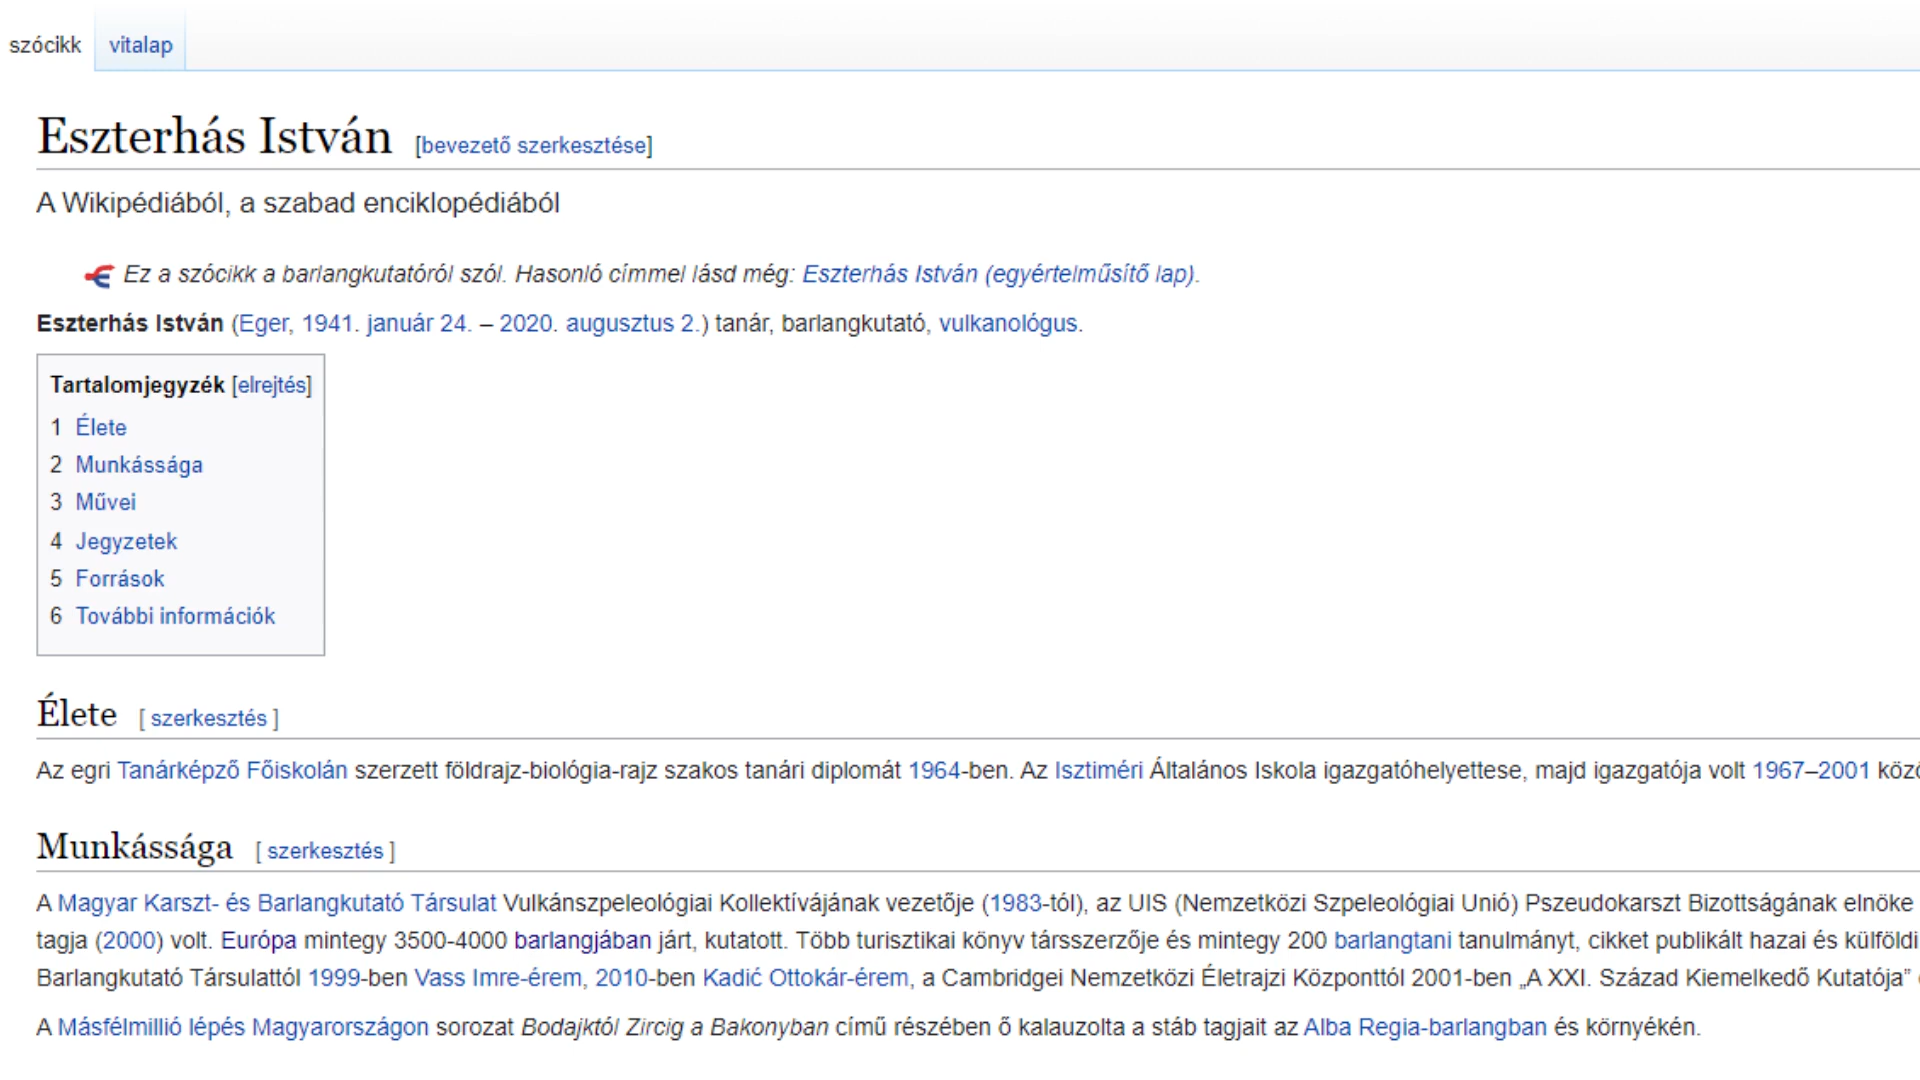 szócikk vitalap
Eszterhás István [bevezető szerkesztése]
A Wikipédiából, a szabad enciklopédiából
Ez a szócikk a barlangkutatóról szól. Hasonló címmel lásd még: Eszterhás István (egyértelműsítő lap).
Eszterhás István (Eger, 1941. január 24. – 2020. augusztus 2.) tanár, barlangkutató, vulkanológus.
Tartalomjegyzék [elrejtés]
1 Élete
2 Munkássága
3 Művei
4 Jegyzetek
5 Források
6 További információk
Élete [ szerkesztés ]
Az egri Tanárképző Főiskolán szerzett földrajz-biológia-rajz szakos tanári diplomát 1964-ben. Az Isztiméri Általános Iskola igazgatóhelyettese, majd igazgatója volt 1967–2001
Munkássága [ szerkesztés ]
A Magyar Karszt- és Barlangkutató Társulat Vulkánszpeleológiai Kollektívájának vezetője (1983-tól), az UIS (Nemzetközi Szpeleológiai Unió) Pszeudokarszt Bizottságának elnöke
tagja (2000) volt. Európa mintegy 3500-4000 barlangjában járt, kutatott. Több turisztikai könyv társszerzője és mintegy 200 barlangtani tanulmányt, cikket publikált hazai és külföldi
Barlangkutató Társulattól 1999-ben Vass Imre-érem, 2010-ben Kadić Ottokár-érem, a Cambridgei Nemzetközi Életrajzi Központtól 2001-ben „A XXI. Század Kiemelkedő Kutatója”
A Másfélmillió lépés Magyarországon sorozat Bodajktól Zircig a Bakonyban című részében ő kalauzolta a stáb tagjait az Alba Regia-barlangban és környékén.